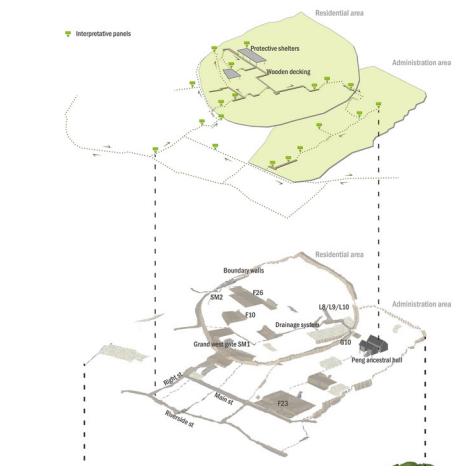 Residential area
Interpretative panels
Protective shelters
Administration area
Wooden decking
Residential area
Boundary walls
SM2
F26
L8/L9/L10
Administration area
F10
Drainage system
Grand west gate SM1
G10
Peng ancestral hall
Right st
Main st
F23
Riverside st